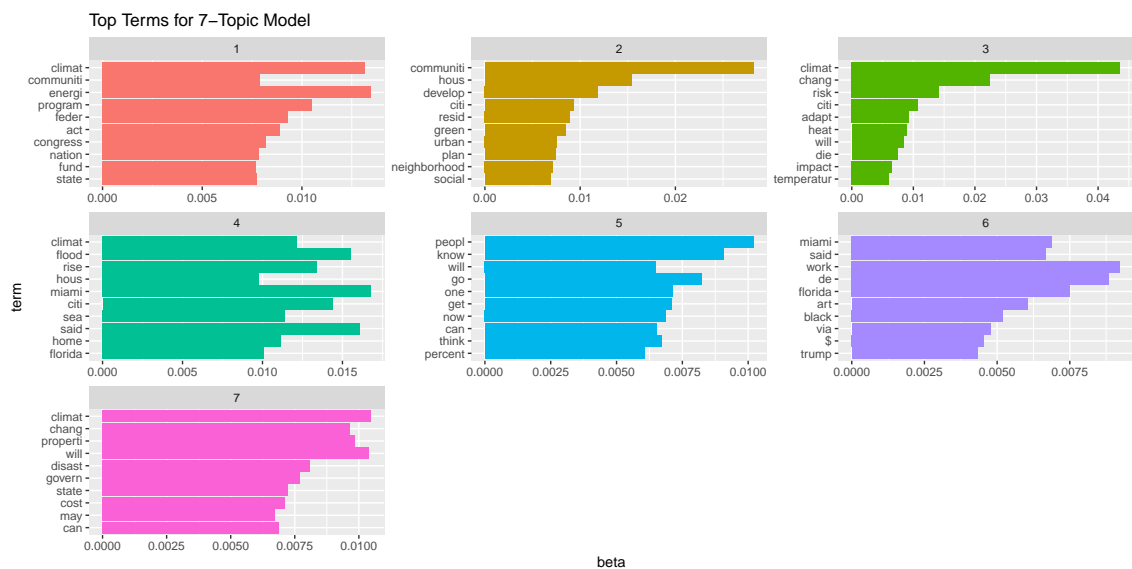 Top Terms for 7−Topic Model
1
climat
communiti
energi
program
feder
act
congress
nation
fund
state
0.000 0.005 0.010
2
communiti
hous
develop
citi
resid
green
urban
plan
neighborhood
social
0.00 0.01 0.02
3
climat
chang
risk
citi
adapt
heat
will
die
impact
temperatur
0.00 0.01 0.02 0.03 0.04
term
4
climat
flood
rise
hous
miami
citi
sea
said
home
florida
0.000 0.005 0.010 0.015
5
peopl
know
will
go
one
get
now
can
think
percent
0.0000 0.0025 0.0050 0.0075 0.0100
6
miami
said
work
de
florida
art
black
via
$
trump
0.0000 0.0025 0.0050 0.0075
7
climat
chang
properti
will
disast
govern
state
cost
may
can
0.0000 0.0025 0.0050 0.0075 0.0100
beta